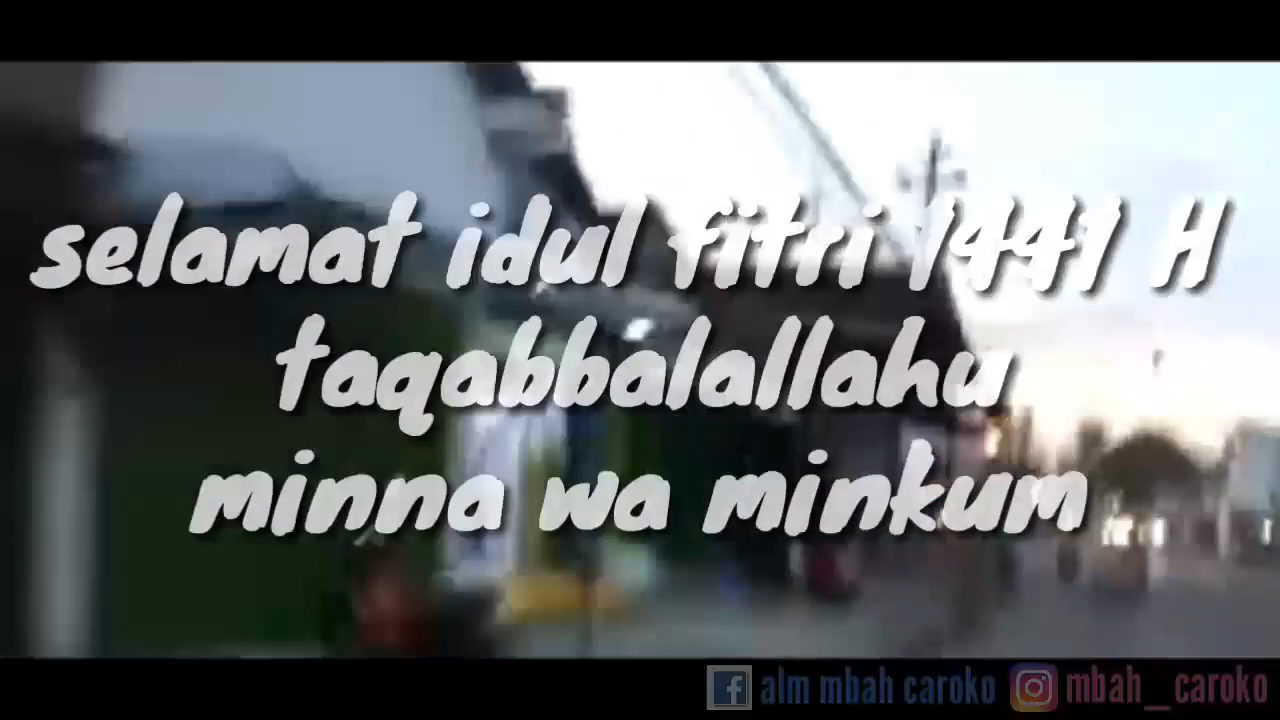 selamat idul fitri 1441 H
taqabbalallahu
minna wa minkum
alm mbah caroko mbah_caroko